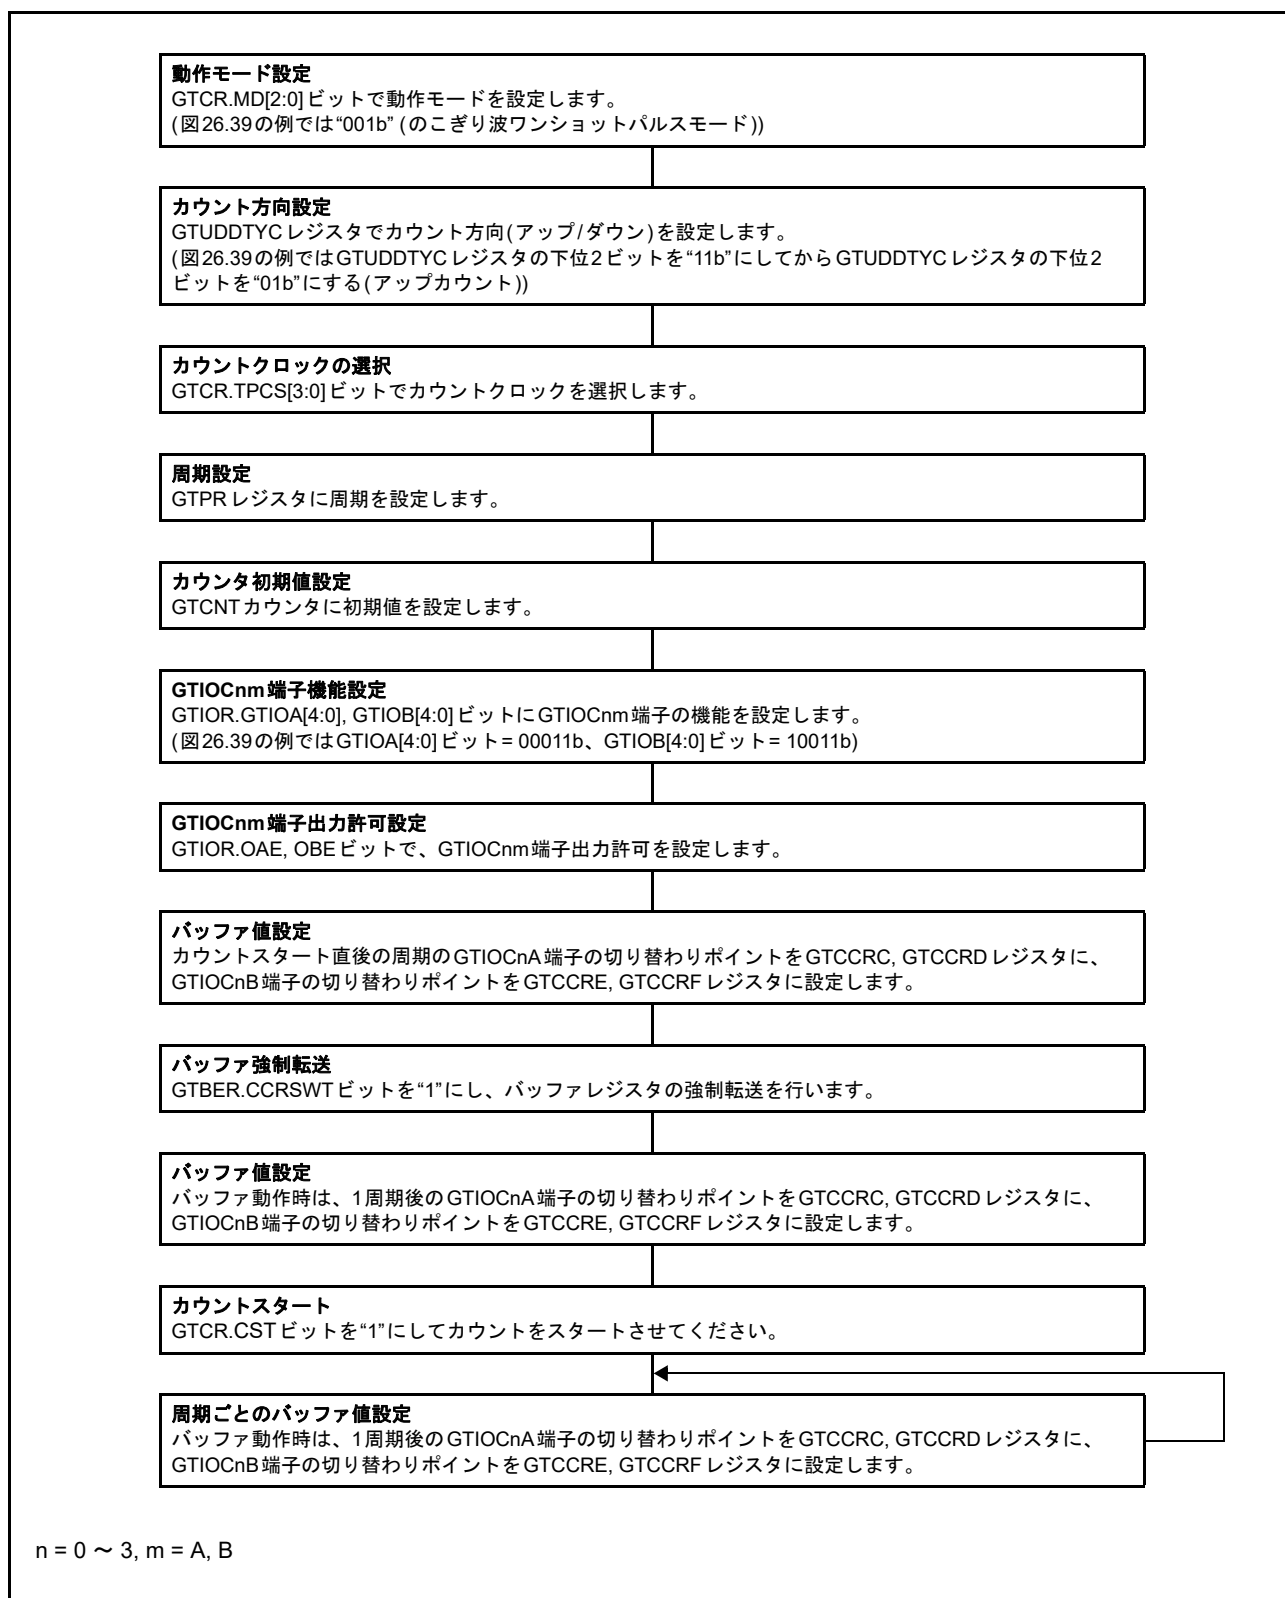 動作モード設定
GTCR.MD[2:0]ビットで動作モードを設定します。
(図26.39の例では“001b” (のこぎり波ワンショットパルスモード))
カウント方向設定
GTUDDTYCレジスタでカウント方向(アップ/ダウン)を設定します。
(図26.39の例ではGTUDDTYCレジスタの下位2ビットを“11b”にしてからGTUDDTYCレジスタの下位2
ビットを“01b”にする(アップカウント))
カウントクロックの選択
GTCR.TPCS[3:0]ビットでカウントクロックを選択します。
周期設定
GTPRレジスタに周期を設定します。
カウンタ初期値設定
GTCNTカウンタに初期値を設定します。
GTIOCnm端子機能設定
GTIOR.GTIOA[4:0], GTIOB[4:0]ビットにGTIOCnm端子の機能を設定します。
(図26.39の例ではGTIOA[4:0]ビット= 00011b、GTIOB[4:0]ビット= 10011b)
GTIOCnm端子出力許可設定
GTIOR.OAE, OBEビットで、GTIOCnm端子出力許可を設定します。
バッファ値設定
カウントスタート直後の周期のGTIOCnA端子の切り替わりポイントをGTCCRC, GTCCRDレジスタに、
GTIOCnB端子の切り替わりポイントをGTCCRE, GTCCRFレジスタに設定します。
バッファ強制転送
GTBER.CCRSWTビットを“1”にし、バッファレジスタの強制転送を行います。
バッファ値設定
バッファ動作時は、1周期後のGTIOCnA端子の切り替わりポイントをGTCCRC, GTCCRDレジスタに、
GTIOCnB端子の切り替わりポイントをGTCCRE, GTCCRFレジスタに設定します。
カウントスタート
GTCR.CSTビットを“1”にしてカウントをスタートさせてください。
周期ごとのバッファ値設定
バッファ動作時は、1周期後のGTIOCnA端子の切り替わりポイントをGTCCRC, GTCCRDレジスタに、
GTIOCnB端子の切り替わりポイントをGTCCRE, GTCCRFレジスタに設定します。
n = 0 ～ 3, m = A, B